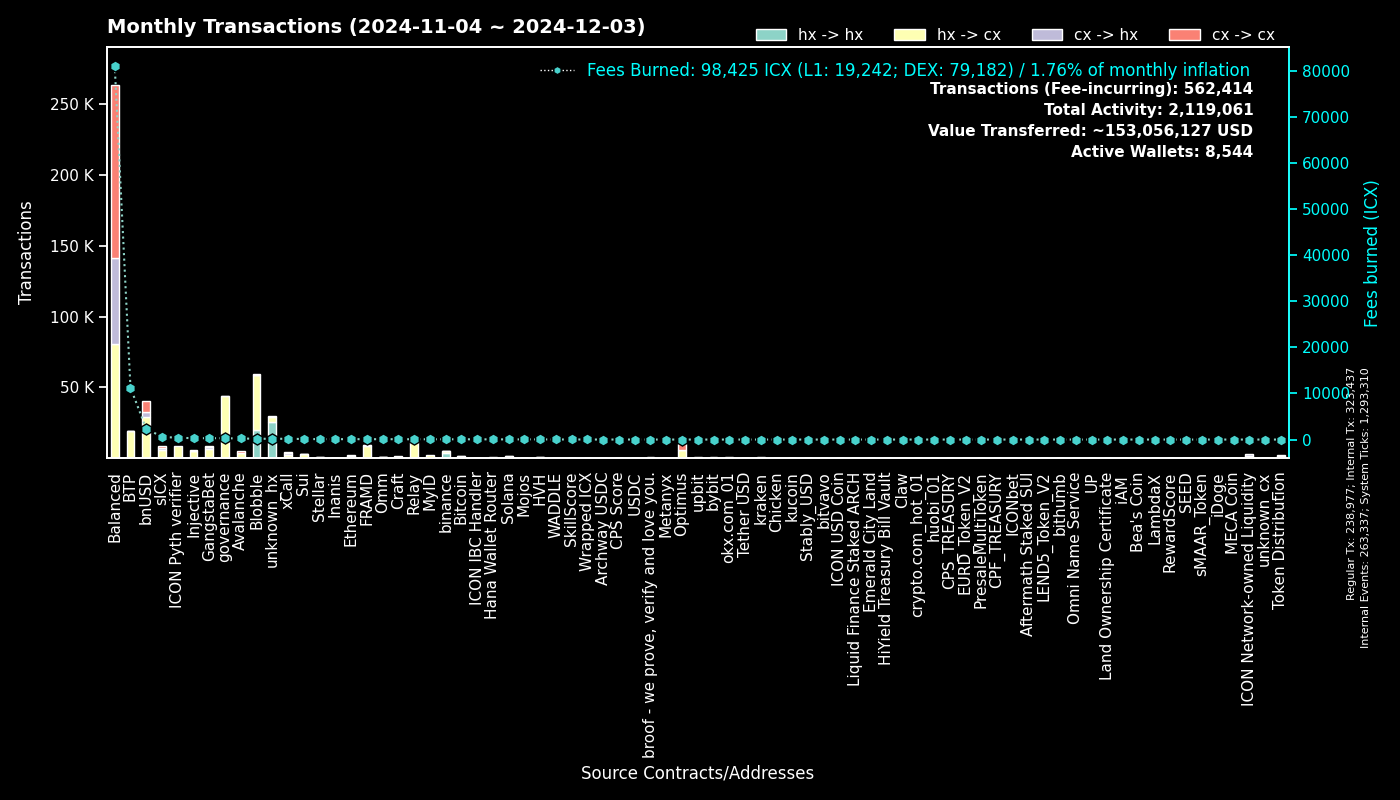 Monthly Transactions (2024-11-04 ~ 2024-12-03)
hx -> hx
hx -> cx
cx -> hx
cx -> cx
Fees Burned: 98,425 ICX (L1: 19,242; DEX: 79,182) / 1.76% of monthly inflation
Transactions (Fee-incurring): 562,414
Total Activity: 2,119,061
Value Transferred: ~153,056,127 USD
Active Wallets: 8,544
Transactions
250 K
200 K
150 K
100 K
50 K
80000
70000
60000
50000
40000
30000
20000
10000
0
Fees burned (ICX)
Regular Tx: 238,977; Internal Tx: 323,437
Internal Events: 263,337; System Ticks: 1,293,310
Balanced
BTP
bnUSD
sICX
ICON Pyth verifier
Injective
GangstaBet
governance
Avalanche
Blobble
unknown_hx
xCall
Sui
Stellar
Inanis
Ethereum
FRAMD
Omm
Craft
Relay
MyID
binance
Bitcoin
ICON IBC Handler
Hana Wallet Router
Solana
Mojos
HVH
WADDLE
SkillScore
Wrapped ICX
Archway_USDC
CPS Score
USDC
broof - we prove, verify and love you.
Metanyx
Optimus
upbit
bybit
okx.com_01
Tether USD
kraken
Chicken
kucoin
Stably_USD
bitvavo
ICON USD Coin
Liquid Finance Staked ARCH
Emerald City Land
HiYield Treasury Bill Vault
Claw
crypto.com_hot_01
huobi_01
CPS_TREASURY
EURD_Token_V2
PresaleMultiToken
CPF_TREASURY
ICONbet
Aftermath Staked SUI
LEND5_Token_V2
bithumb
Omni Name Service
UP
Land Ownership Certificate
iAM
Bea's Coin
LambdaX
RewardScore
SEED
sMAAR_Token
iDoge
MECA Coin
ICON Network-owned Liquidity
unknown_cx
Token Distribution
Source Contracts/Addresses